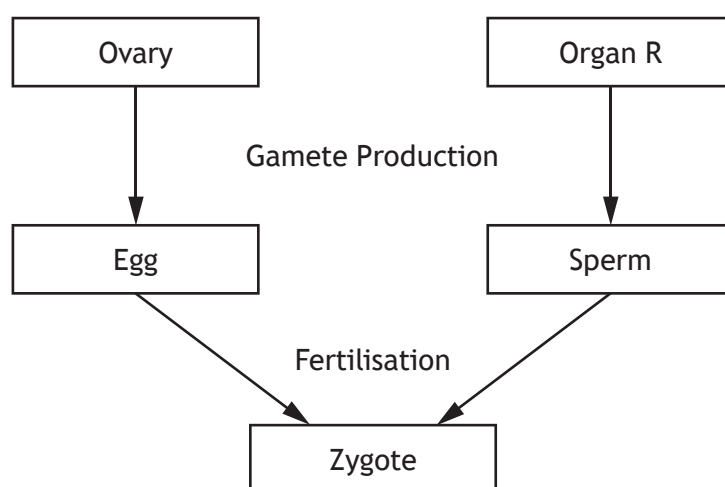 Ovary
Organ R
Gamete Production
Egg
Sperm
Fertilisation
Zygote